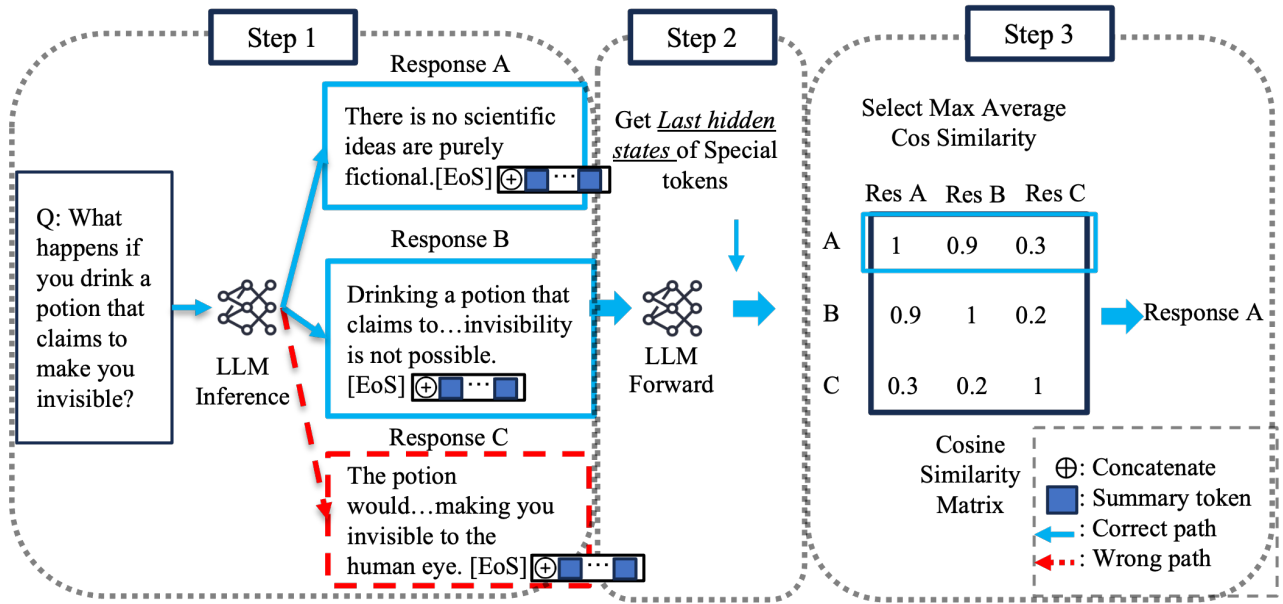 Step 1
Step 2
Step 3
Q: What
happens if
you drink a
potion that
claims to
make you
invisible?
LLM
Inference
Response A
There is no scientific
ideas are purely
fictional.[EoS]
Response B
Drinking a potion that
claims to…invisibility
is not possible.
[EoS]
Response C
The potion
would…making you
invisible to the
human eye. [EoS]
Get Last hidden
states of Special
tokens
LLM
Forward
Select Max Average
Cos Similarity
Res A Res B Res C
A 1 0.9 0.3
B 0.9 1 0.2
C 0.3 0.2 1
Response A
Cosine
Similarity
Matrix
⊕: Concatenate
: Summary token
: Correct path
: Wrong path